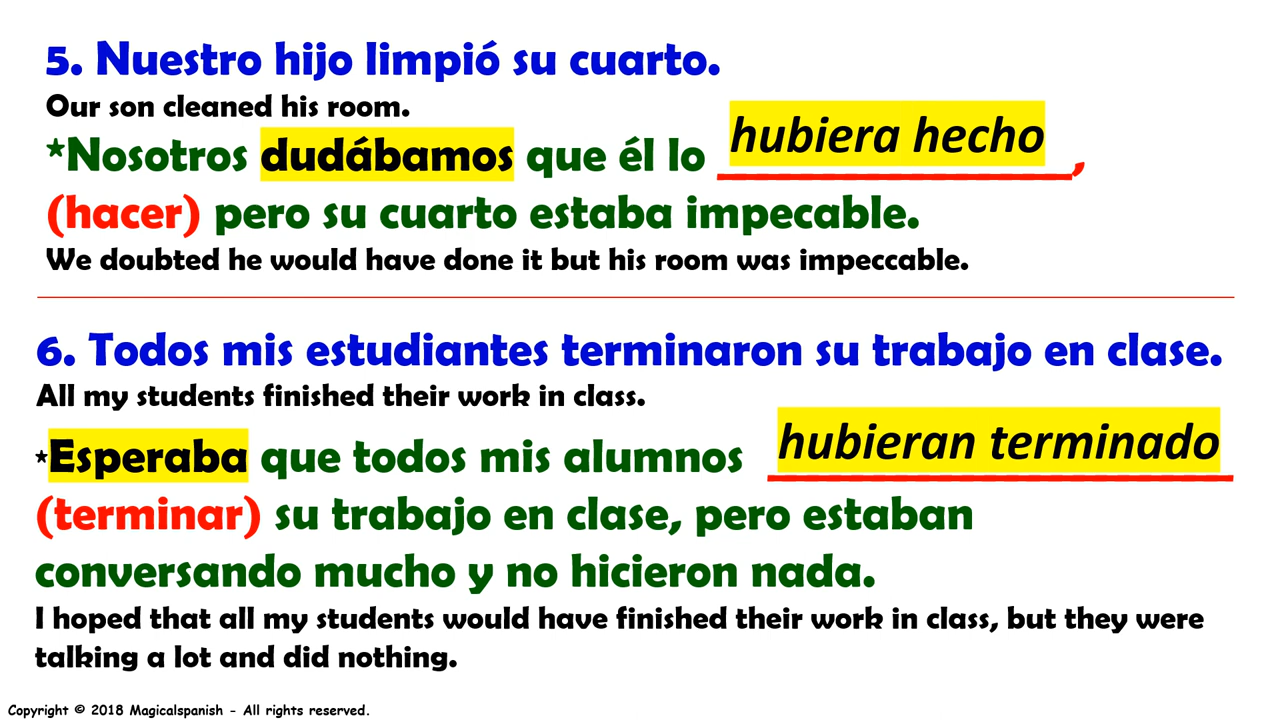 5. Nuestro hijo limpió su cuarto.
Our son cleaned his room.
*Nosotros dudábamos que él lo hubiera hecho,
(hacer) pero su cuarto estaba impecable.
We doubted he would have done it but his room was impeccable.
6. Todos mis estudiantes terminaron su trabajo en clase.
All my students finished their work in class.
*Esperaba que todos mis alumnos hubieran terminado
(terminar) su trabajo en clase, pero estaban
conversando mucho y no hicieron nada.
I hoped that all my students would have finished their work in class, but they were
talking a lot and did nothing.
Copyright © 2018 Magicalspanish - All rights reserved.